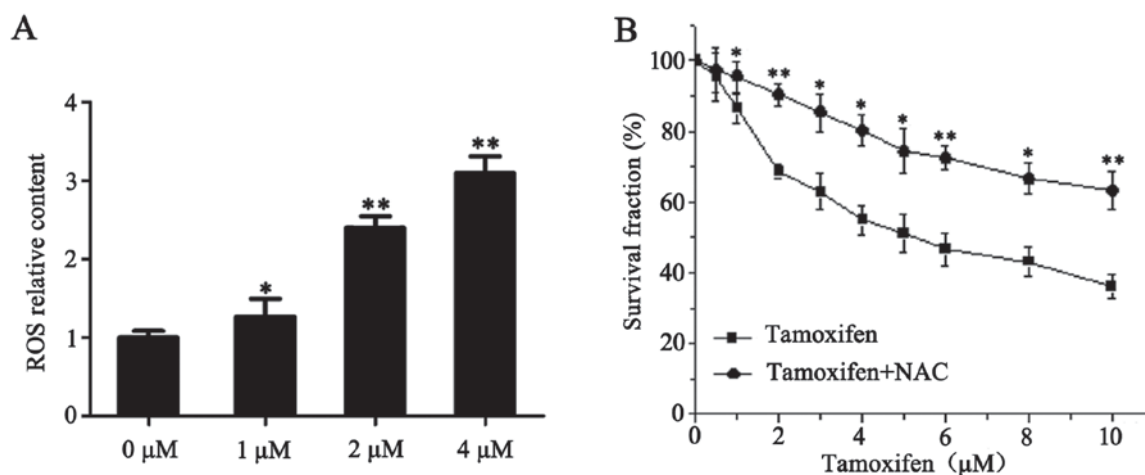 A
ROS relative content
4
3
2
1
0
*
**
**
0 μM
1 μM
2 μM
4 μM
B
Survival fraction (%)
100
80
60
40
20
0
*
**
*
*
*
**
*
**
Tamoxifen
Tamoxifen+NAC
0
2
4
6
8
10
Tamoxifen (μM)